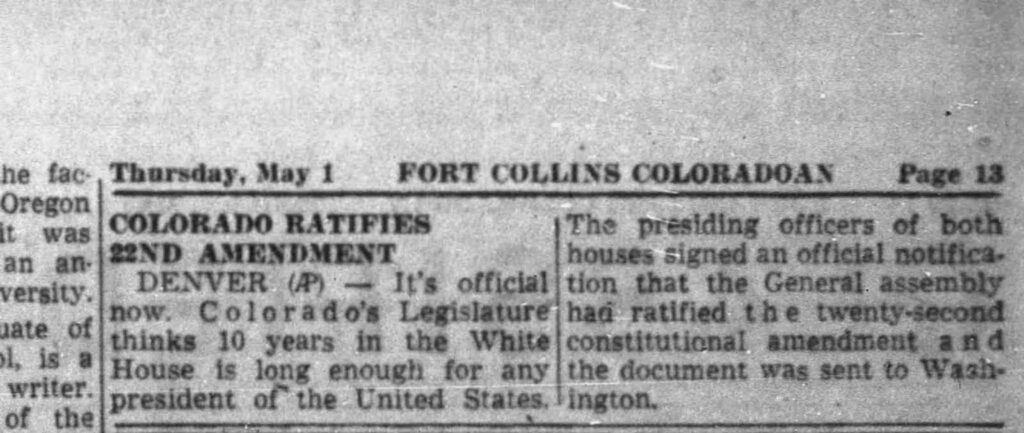 he fac-
Oregon
it was
an an-
versity.
uate of
ol, is a
writer.
of the
Thursday, May 1 FORT COLLINS COLORADOAN Page 13
COLORADO RATIFIES
22ND AMENDMENT
DENVER (AP) — It's official
now. Colorado's Legislature
thinks 10 years in the White
House is long enough for any
president of the United States.
The presiding officers of both
houses signed an official notifica-
tion that the General assembly
had ratified the twenty-second
constitutional amendment and
the document was sent to Wash-
ington.